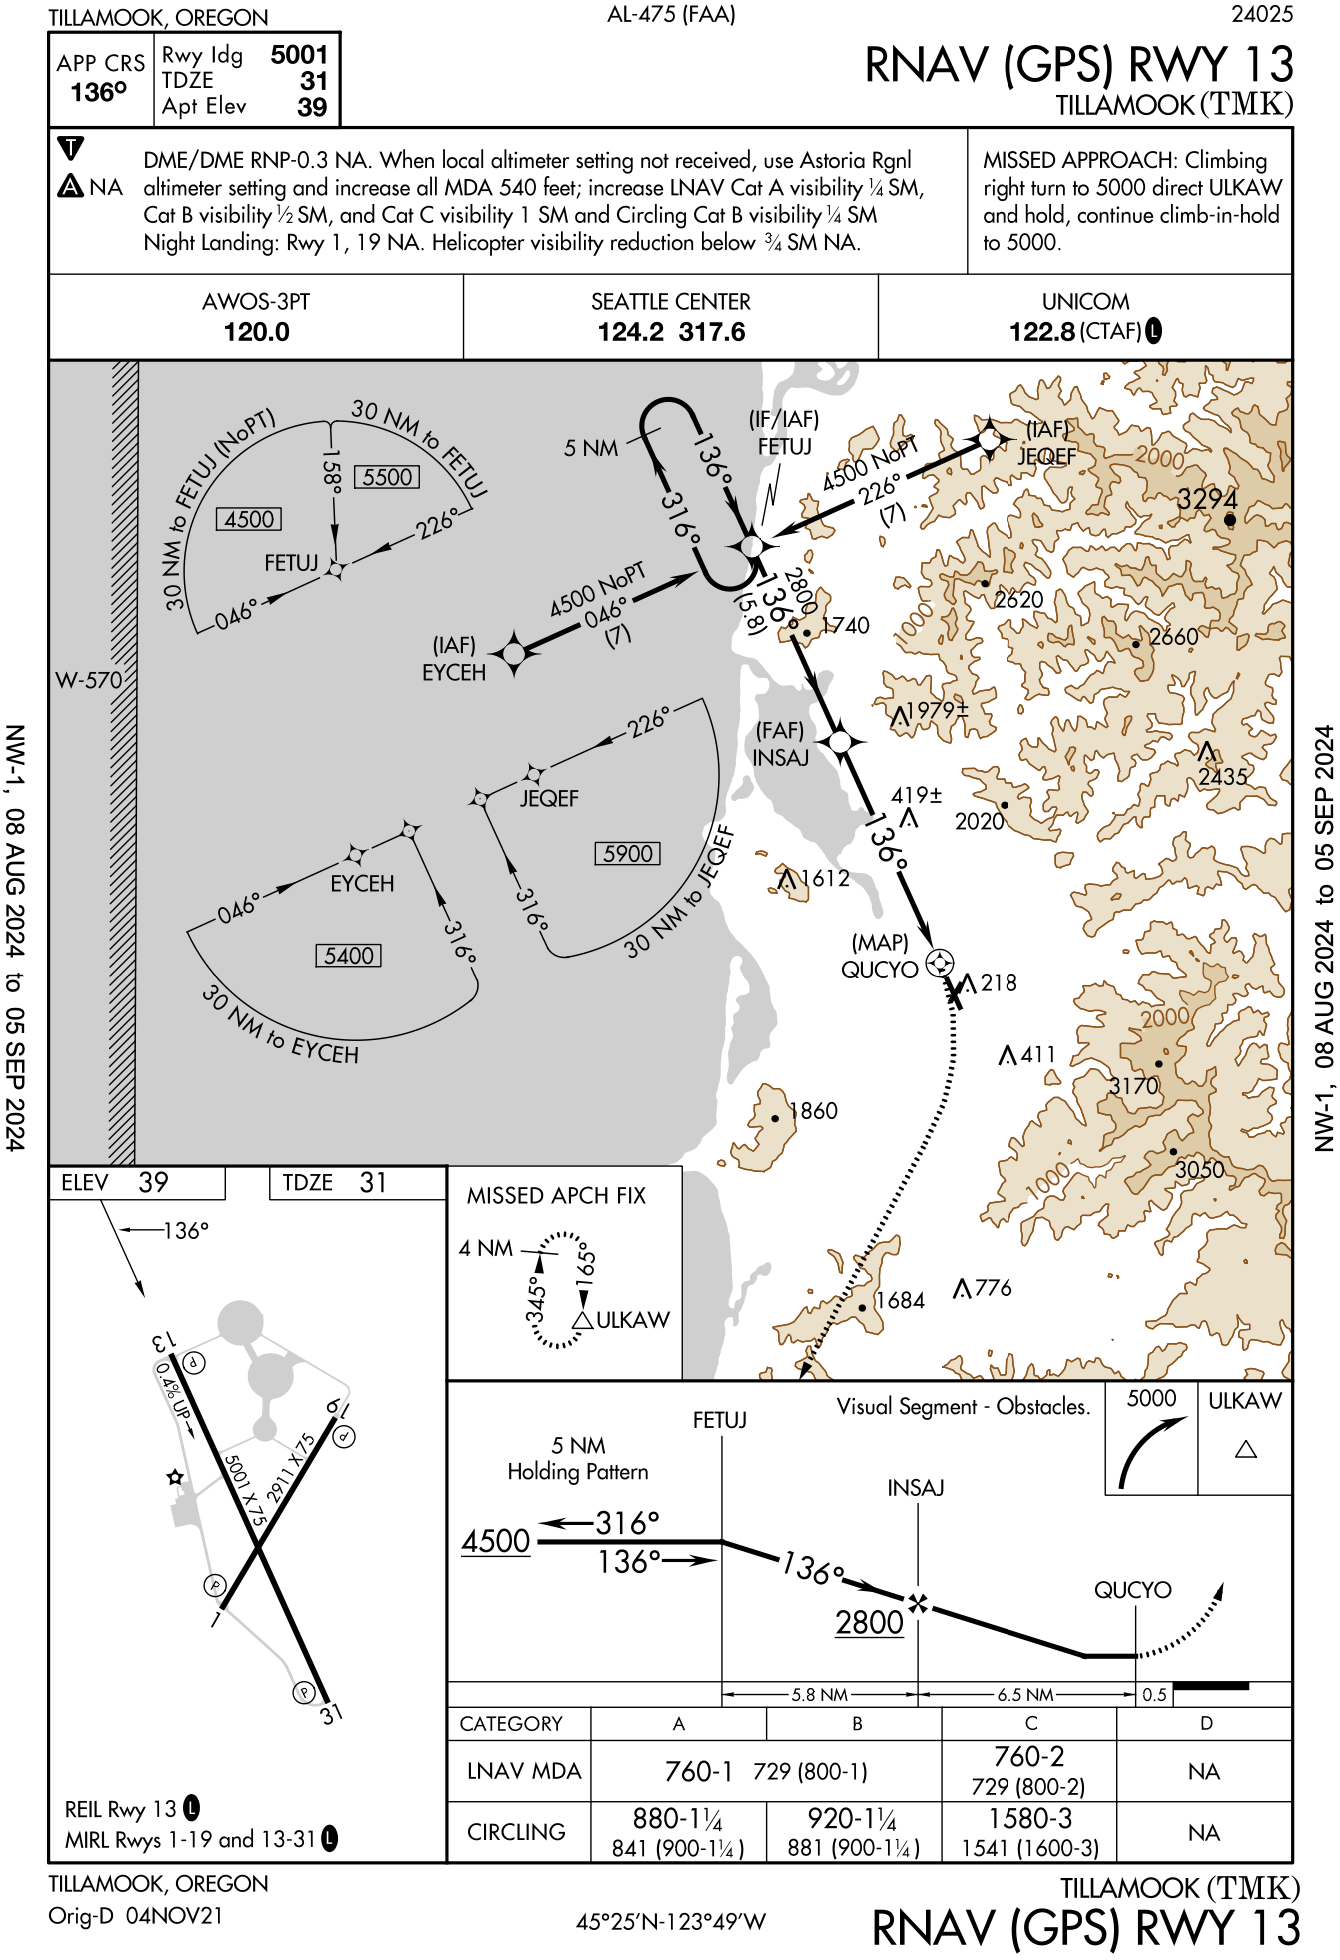 TILLAMOOK, OREGON
AL-475 (FAA)
24025
APP CRS
136°
Rwy Idg 5001
TDZE 31
Apt Elev 39
RNAV (GPS) RWY 13
TILLAMOOK (TMK)
T
A NA
DME/DME RNP-0.3 NA. When local altimeter setting not received, use Astoria Rgnl
altimeter setting and increase all MDA 540 feet; increase LNAV Cat A visibility ¼ SM,
Cat B visibility ½ SM, and Cat C visibility 1 SM and Circling Cat B visibility ¼ SM
Night Landing: Rwy 1, 19 NA. Helicopter visibility reduction below ¾ SM NA.
MISSED APPROACH: Climbing
right turn to 5000 direct ULKAW
and hold, continue climb-in-hold
to 5000.
AWOS-3PT
120.0
SEATTLE CENTER
124.2 317.6
UNICOM
122.8 (CTAF) L
30 NM to FETUJ (NoPT)
30 NM to FETUJ
158°
4500
5500
226°
FETUJ
046°
5 NM
136°
316°
(IF/IAF)
FETUJ
4500 NoPT
226°
(7)
(IAF)
JEQEF
2000
3294
4500 NoPT
046°
(7)
(IAF)
EYCEH
2800
136°
(5.8)
1740
1000
2620
2660
W-570
(FAF)
INSAJ
1979±
2435
419±
2020
136°
1612
226°
JEQEF
5900
316°
30 NM to JEQEF
EYCEH
046°
5400
316°
30 NM to EYCEH
(MAP)
QUCYO
218
411
2000
3170
3050
1000
1860
1684
776
NW-1, 08 AUG 2024 to 05 SEP 2024
NW-1, 08 AUG 2024 to 05 SEP 2024
ELEV 39
TDZE 31
136°
13
P
0.4% UP
19
P
5001 X 75
2911 X 75
P
1
P
31
REIL Rwy 13 L
MIRL Rwys 1-19 and 13-31 L
MISSED APCH FIX
4 NM
345°
165°
ULKAW
Visual Segment - Obstacles.
5000
ULKAW
FETUJ
5 NM
Holding Pattern
INSAJ
4500
316°
136°
136°
2800
QUCYO
5.8 NM
6.5 NM
0.5
CATEGORY A B C D
LNAV MDA 760-1 729 (800-1) 760-2 729 (800-2) NA
CIRCLING 880-1¼ 841 (900-1¼) 920-1¼ 881 (900-1¼) 1580-3 1541 (1600-3) NA
TILLAMOOK, OREGON
Orig-D 04NOV21
45°25'N-123°49'W
TILLAMOOK (TMK)
RNAV (GPS) RWY 13